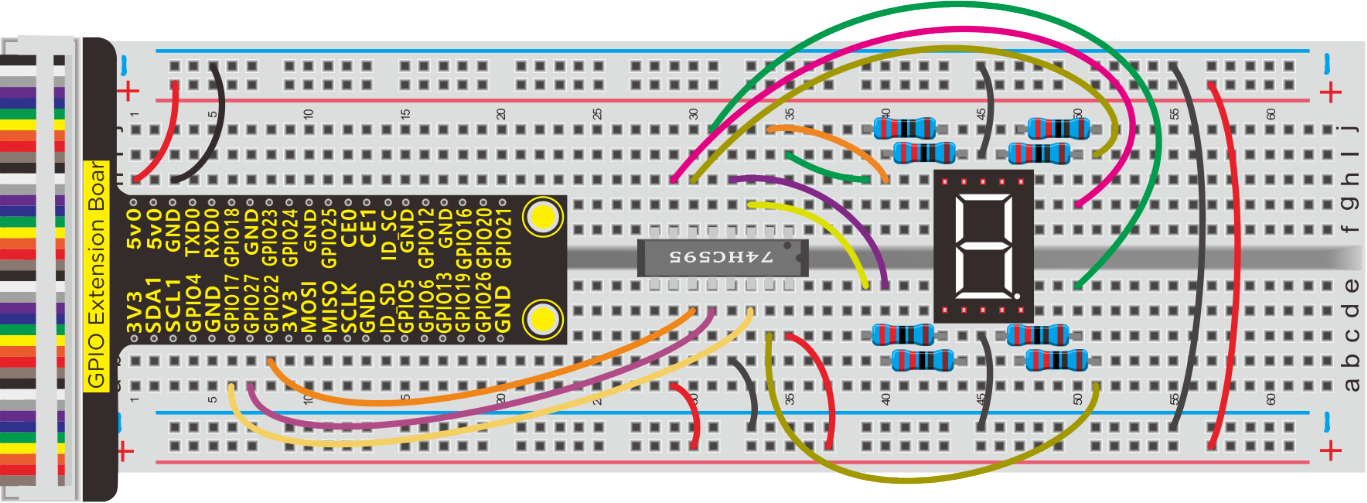 GPIO Extension Boar
5v0
5v0
GND
TXD0
RXD0
GPIO18
GND
GPIO23
GPIO24
GND
GPIO25
CE0
CE1
ID_SC
GND
GPIO12
GND
GPIO16
GPIO20
GPIO21
3V3
SDA1
SCL1
GPIO4
GND
GPIO17
GPIO27
GPIO22
3V3
MOSI
MISO
SCLK
GND
ID_SD
GPIO5
GPIO6
GPIO13
GPIO19
GPIO26
GND
74HC595
1 5 10 15 20 25 30 35 40 45 50 55 60
1 5 10 15 20 2 30 35 40 45 50 55 60
j
i
h
g
f
e
d
c
b
a
+
+
+
+